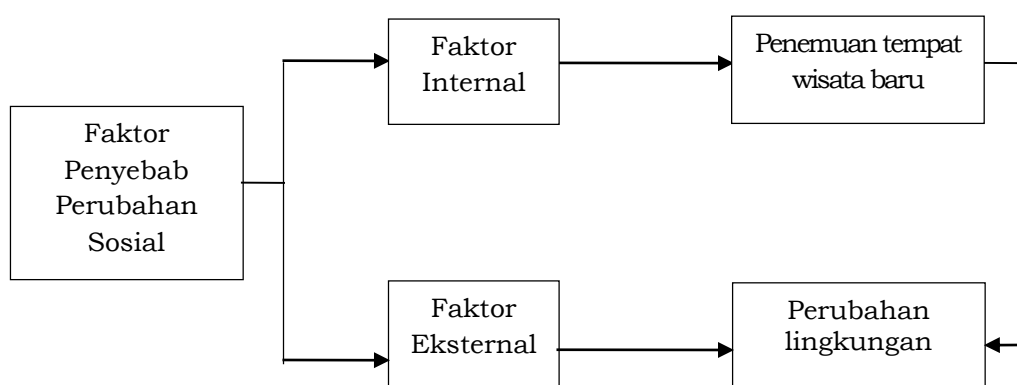 Faktor
Penyebab
Perubahan
Sosial
Faktor
Internal
Penemuan tempat
wisata baru
Faktor
Eksternal
Perubahan
lingkungan